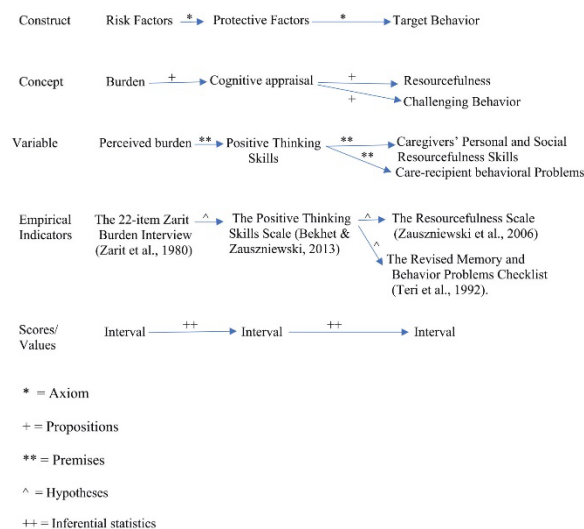 Construct Risk Factors * Protective Factors * Target Behavior
Concept Burden + Cognitive appraisal + Resourcefulness
+ Challenging Behavior
Variable Perceived burden ** Positive Thinking ** Caregivers’ Personal and Social
Skills ** Resourcefulness Skills
Care-recipient behavioral Problems
Empirical The 22-item Zarit ^ The Positive Thinking ^ The Resourcefulness Scale
Indicators Burden Interview Skills Scale (Bekhet & (Zauszniewski et al., 2006)
(Zarit et al., 1980) Zauszniewski, 2013) ^
The Revised Memory and
Behavior Problems Checklist
(Teri et al., 1992).
Scores/
Values Interval ++ Interval ++ Interval
* = Axiom
+ = Propositions
** = Premises
^ = Hypotheses
++ = Inferential statistics